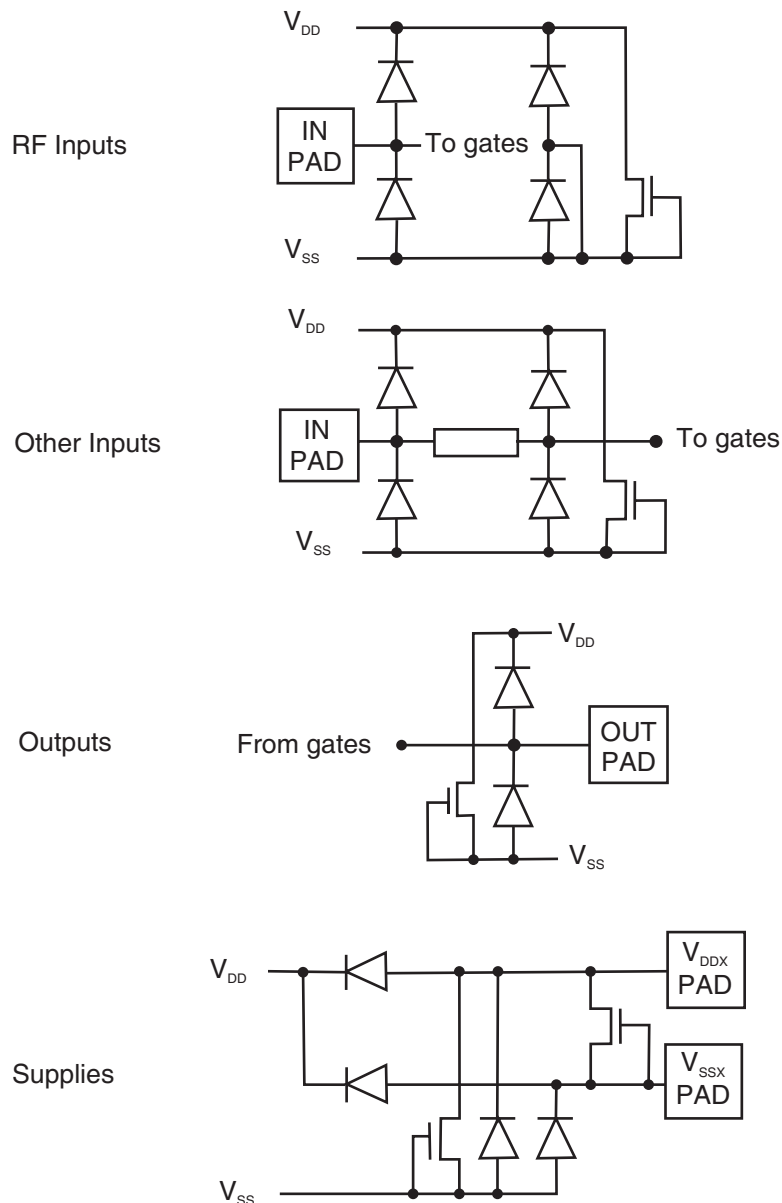 V_DD
RF Inputs
IN
PAD
To gates
V_SS
V_DD
Other Inputs
IN
PAD
To gates
V_SS
V_DD
Outputs
From gates
OUT
PAD
V_SS
V_DD
V_DDX
PAD
Supplies
V_SSX
PAD
V_SS